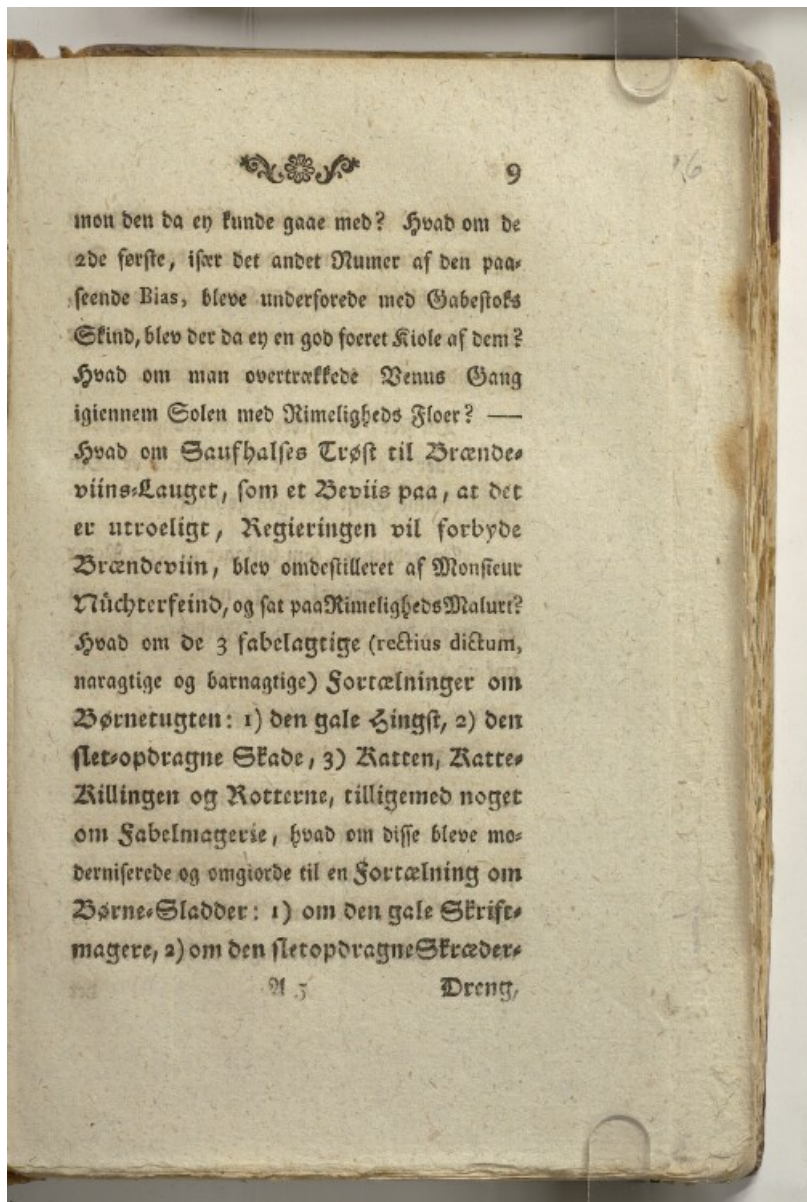 9
mon den da ey kunde gaae med? Hvad om de
2de første, især det andet Numer af den paa-
seende Bias, bleve underforede med Gabestoks
Skind, blev der da ey en god foeret Kiole af dem?
Hvad om man overtrækkede Venus Gang
igiennem Solen med Rimeligheds Floer? —
Hvad om Saufhalses Trøst til Brænde-
viins-Lauget, som et Beviis paa, at det
er utroeligt, Regieringen vil forbyde
Brændeviin, blev omdestilleret af Monsieur
Nüchterfeind, og sat paa Rimeligheds Malurt?
Hvad om de 3 fabelagtige (rectius dictum,
naragtige og barnagtige) Fortælninger om
Børnetugten: 1) den gale Hingst, 2) den
slet-opdragne Skade, 3) Katten, Katte-
Killingen og Rotterne, tilligemed noget
om Fabelmagerie, hvad om disse bleve mo-
derniserede og omgiorde til en Fortælning om
Børne-Sladder: 1) om den gale Skrift-
magere, 2) om den sletopdragne Skræder-
A 3 Dreng,